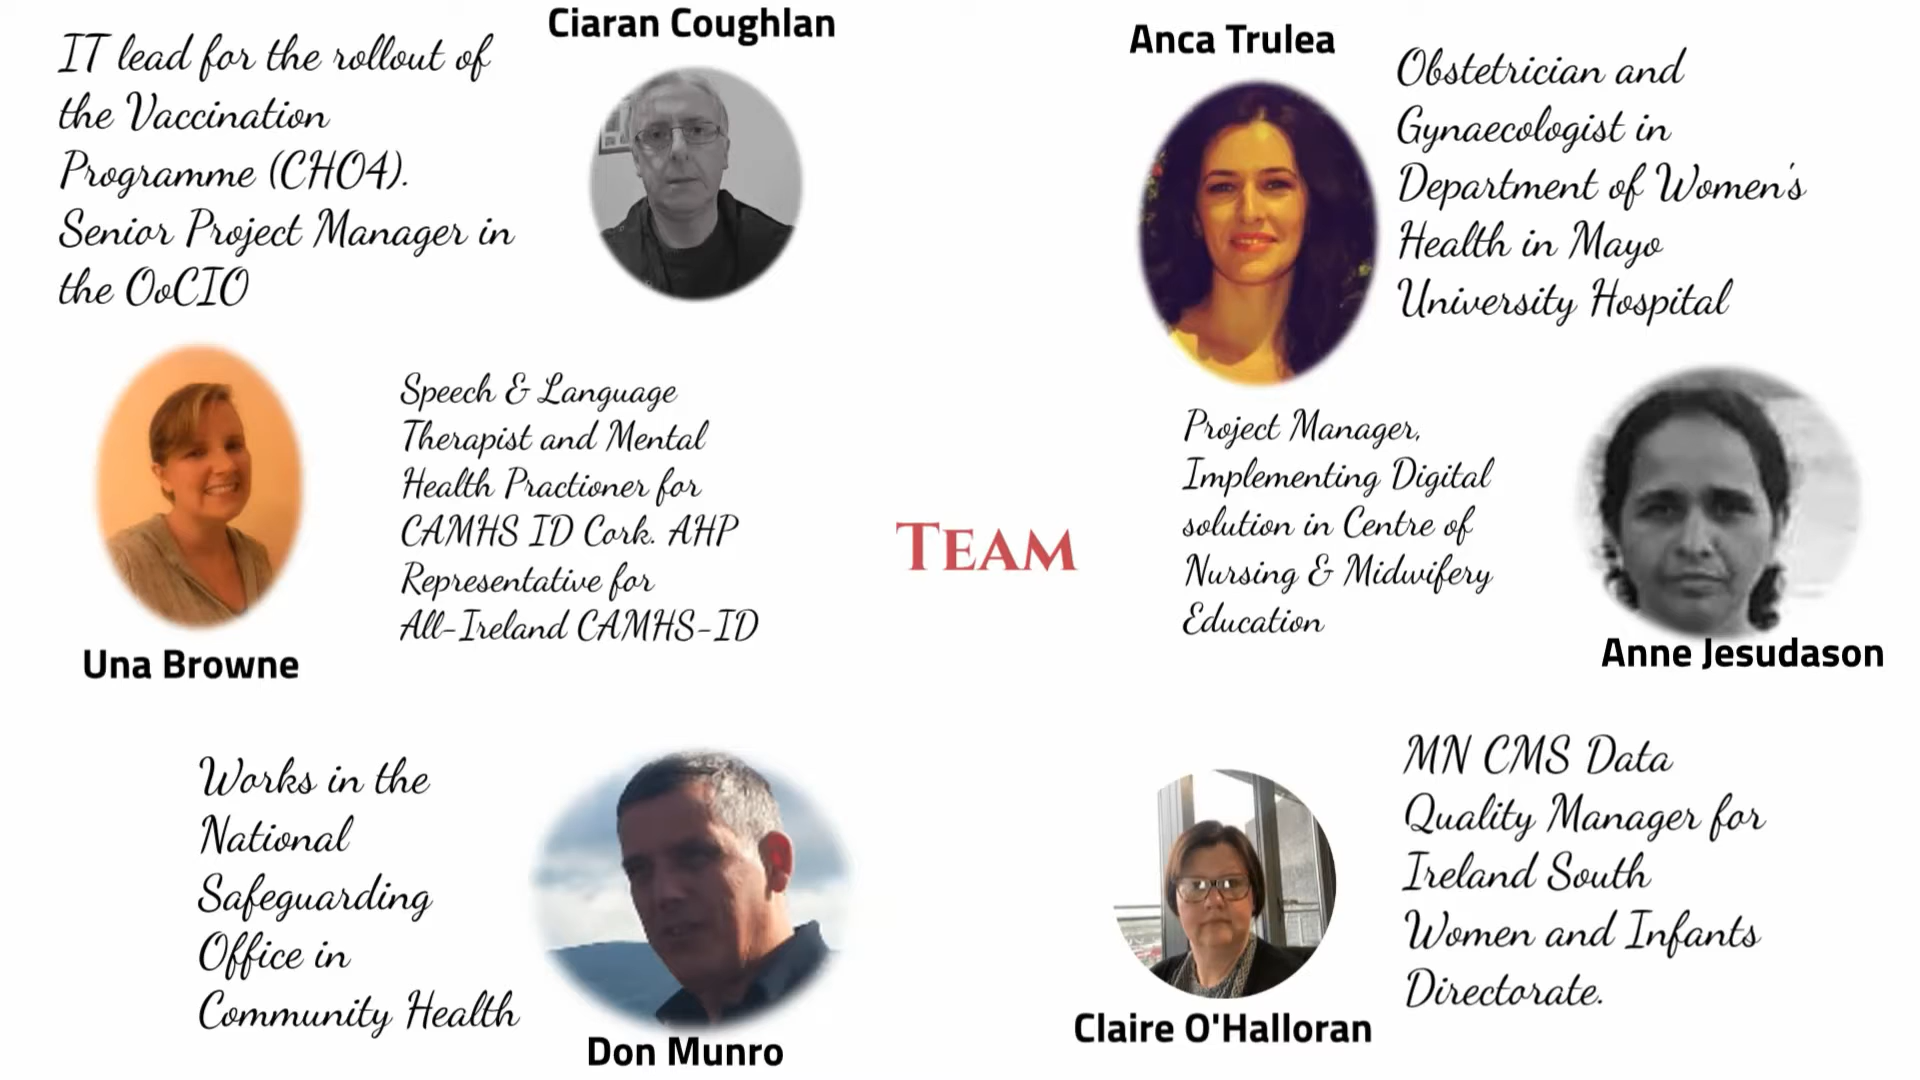 Ciaran Coughlan
IT lead for the rollout of
the Vaccination
Programme (CHO4).
Senior Project Manager in
the OoCIO
Anca Trulea
Obstetrician and
Gynaecologist in
Department of Women's
Health in Mayo
University Hospital
Speech & Language
Therapist and Mental
Health Practioner for
CAMHS ID Cork. AHP
Representative for
All-Ireland CAMHS-ID
Una Browne
TEAM
Project Manager,
Implementing Digital
solution in Centre of
Nursing & Midwifery
Education
Anne Jesudason
Works in the
National
Safeguarding
Office in
Community Health
Don Munro
MN CMS Data
Quality Manager for
Ireland South
Women and Infants
Directorate.
Claire O'Halloran